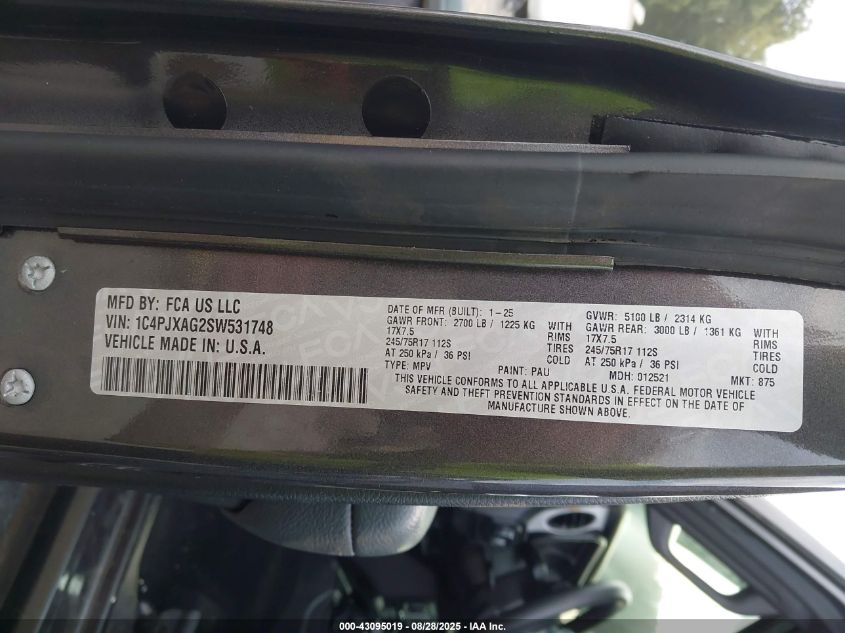 MFD BY: FCA US LLC
VIN: 1C4PJXAG2SW531748
VEHICLE MADE IN: U.S.A.
DATE OF MFR (BUILT): 1-25
GAWR FRONT: 2700 LB / 1225 KG WITH
17X7.5 RIMS
245/75R17 112S TIRES
AT 250 kPa / 36 PSI COLD
GVWR: 5100 LB / 2314 KG
GAWR REAR: 3000 LB / 1361 KG WITH
17X7.5 RIMS
245/75R17 112S TIRES
AT 250 kPa / 36 PSI COLD
TYPE: MPV PAINT: PAU MDH: 012521 MKT: 875
THIS VEHICLE CONFORMS TO ALL APPLICABLE U.S.A. FEDERAL MOTOR VEHICLE
SAFETY AND THEFT PREVENTION STANDARDS IN EFFECT ON THE DATE OF
MANUFACTURE SHOWN ABOVE.
000-43095019 - 08/28/2025 - IAA Inc.